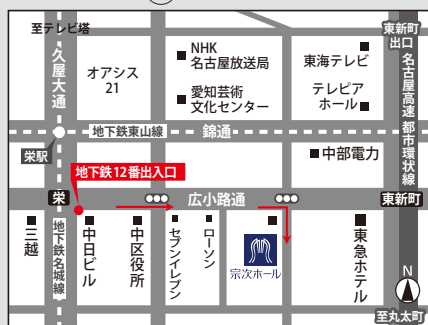 至テレビ塔
久屋大通
オアシス
21
NHK
名古屋放送局
愛知芸術
文化センター
東海テレビ
テレピア
ホール
東新町
出口
名古屋高速 都市環状線
地下鉄東山線
錦通
栄駅
中部電力
地下鉄12番出入口
栄
広小路通
東新町
三越
地下鉄名城線
中日ビル
中区役所
セブンイレブン
ローソン
宗次ホール
東急ホテル
N
至丸太町